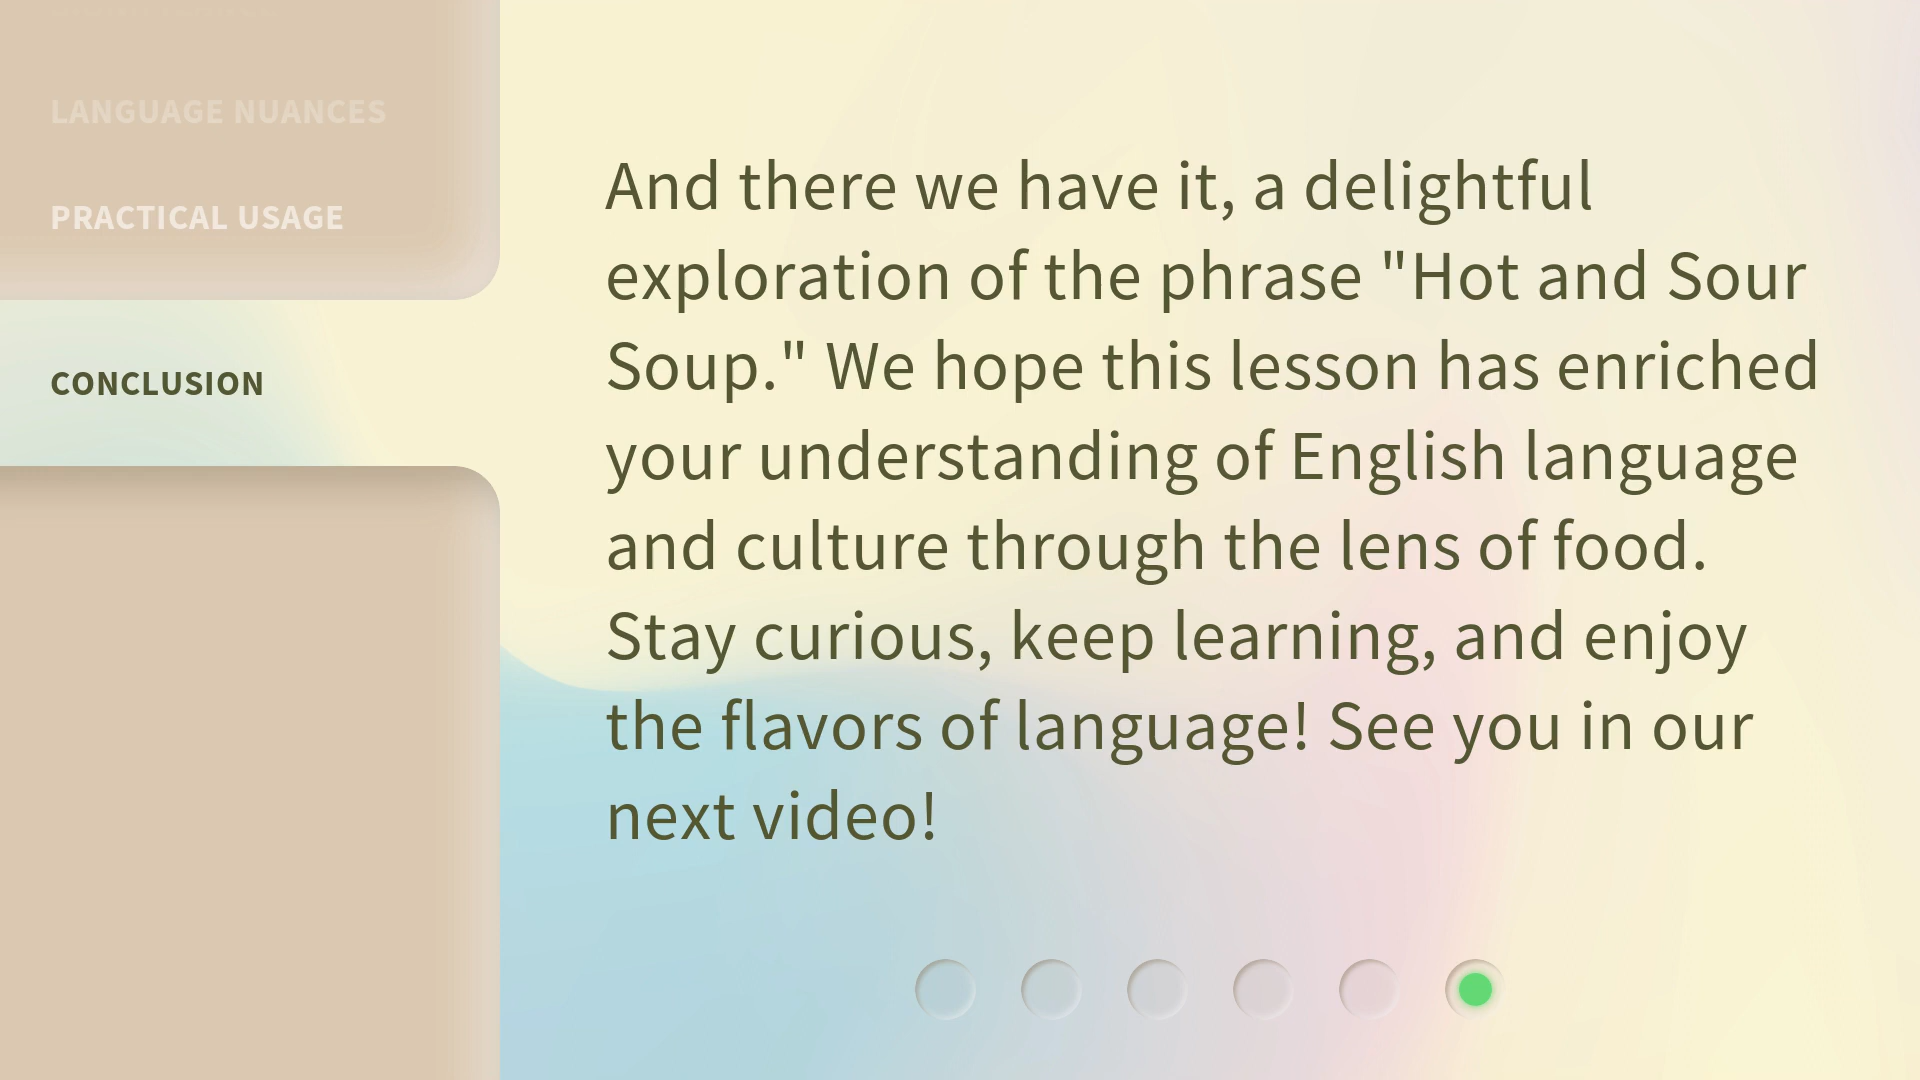 LANGUAGE NUANCES
PRACTICAL USAGE
CONCLUSION
And there we have it, a delightful
exploration of the phrase "Hot and Sour
Soup." We hope this lesson has enriched
your understanding of English language
and culture through the lens of food.
Stay curious, keep learning, and enjoy
the flavors of language! See you in our
next video!